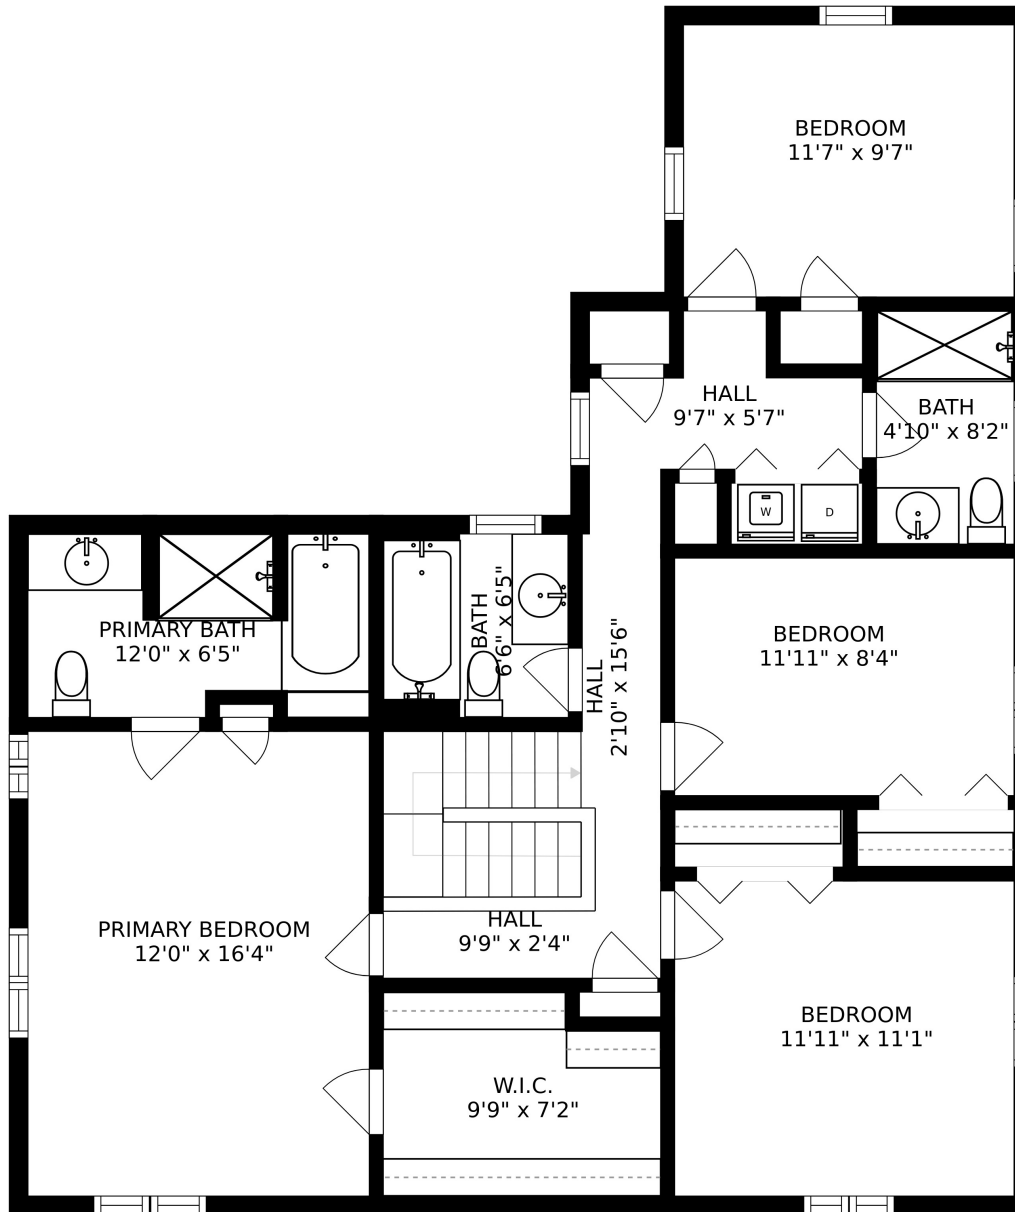 BEDROOM
11'7" x 9'7"
HALL
9'7" x 5'7"
BATH
4'10" x 8'2"
W
D
PRIMARY BATH
12'0" x 6'5"
BATH
6'6" x 6'5"
HALL
2'10" x 15'6"
BEDROOM
11'11" x 8'4"
PRIMARY BEDROOM
12'0" x 16'4"
HALL
9'9" x 2'4"
BEDROOM
11'11" x 11'1"
W.I.C.
9'9" x 7'2"